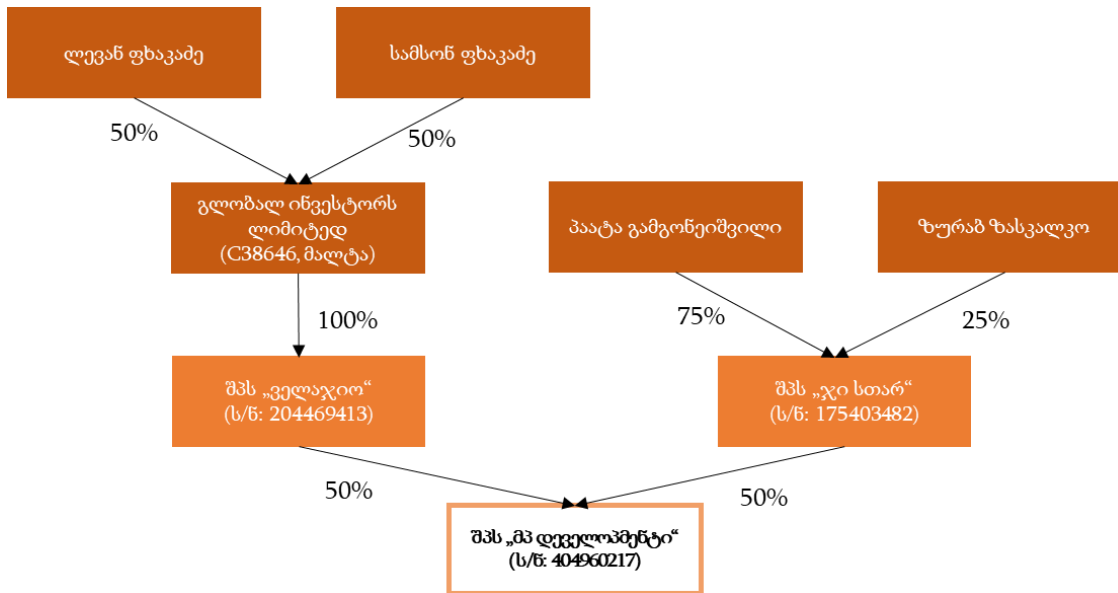 ლევან ფხაკაძე
სამსონ ფხაკაძე
50%
50%
გლობალ ინვესტორს
ლიმიტედ
(C38646, მალტა)
პაატა გამგონეიშვილი
ზურაბ ზასკალკო
100%
75%
25%
შპს „ველაჯიო“
(ს/ნ: 204469413)
შპს „ჯი სთარ“
(ს/ნ: 175403482)
50%
50%
შპს „მპ დეველოპმენტი“
(ს/ნ: 404960217)